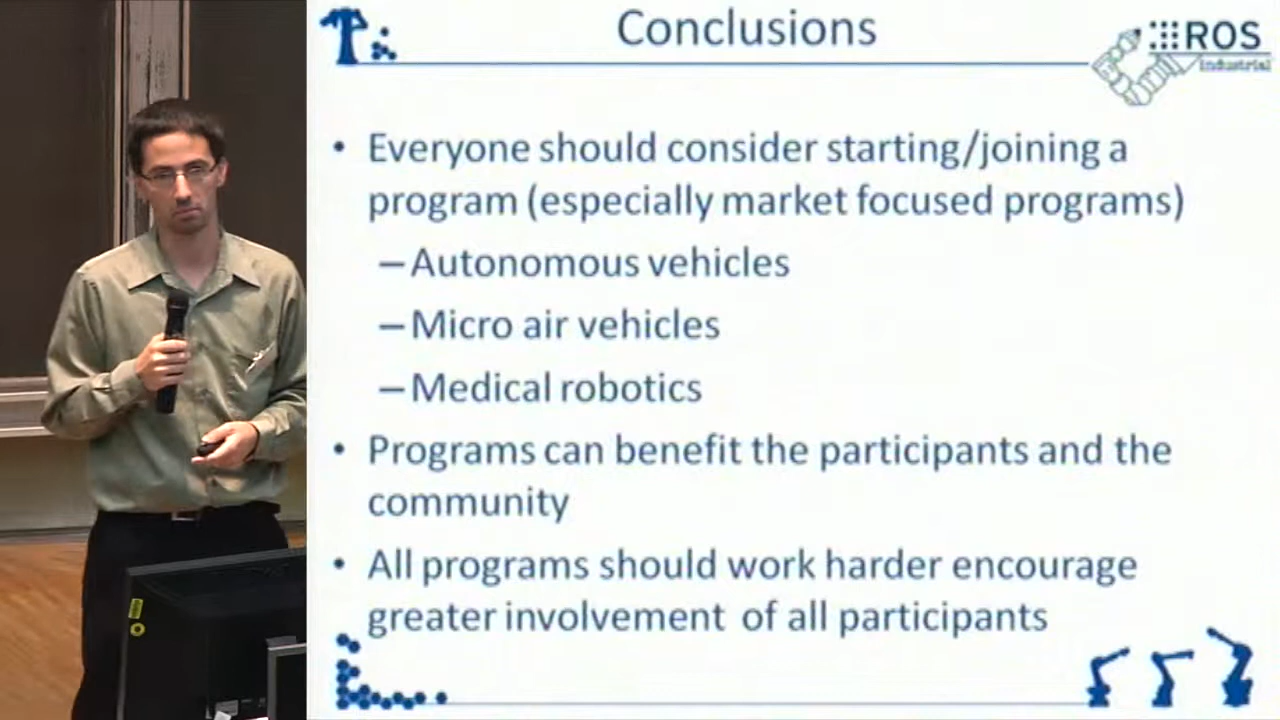 Conclusions
ROS
Industrial
• Everyone should consider starting/joining a
program (especially market focused programs)
– Autonomous vehicles
– Micro air vehicles
– Medical robotics
• Programs can benefit the participants and the
community
• All programs should work harder encourage
greater involvement of all participants